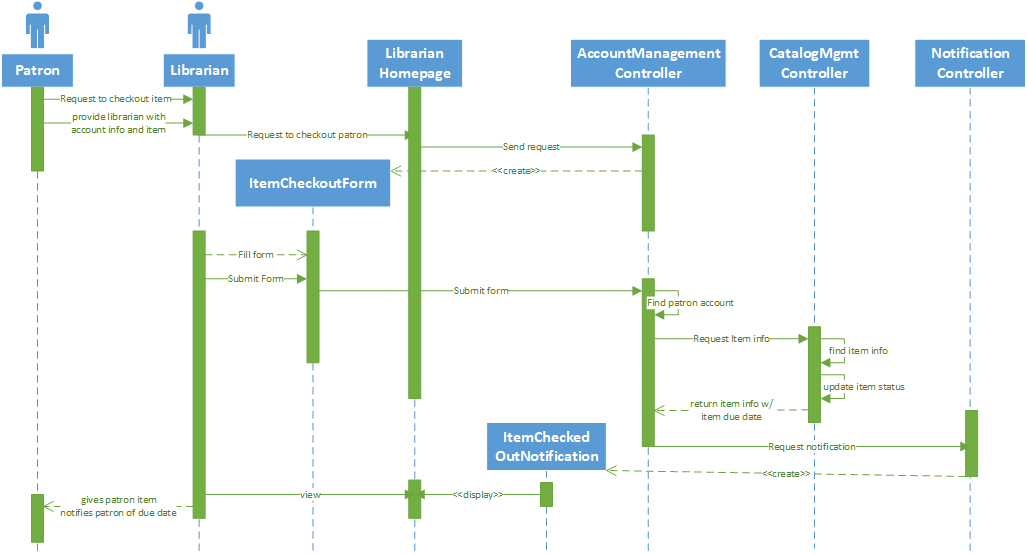 Patron
Librarian
Librarian
Homepage
AccountManagement
Controller
CatalogMgmt
Controller
Notification
Controller
Request to checkout item
provide librarian with
account info and item
Request to checkout patron
Send request
<<create>>
ItemCheckoutForm
Fill form
Submit Form
Submit form
Find patron account
Request Item info
find item info
update item status
return item info w/
item due date
ItemChecked
OutNotification
Request notification
<<create>>
view
<<display>>
gives patron item
notifies patron of due date